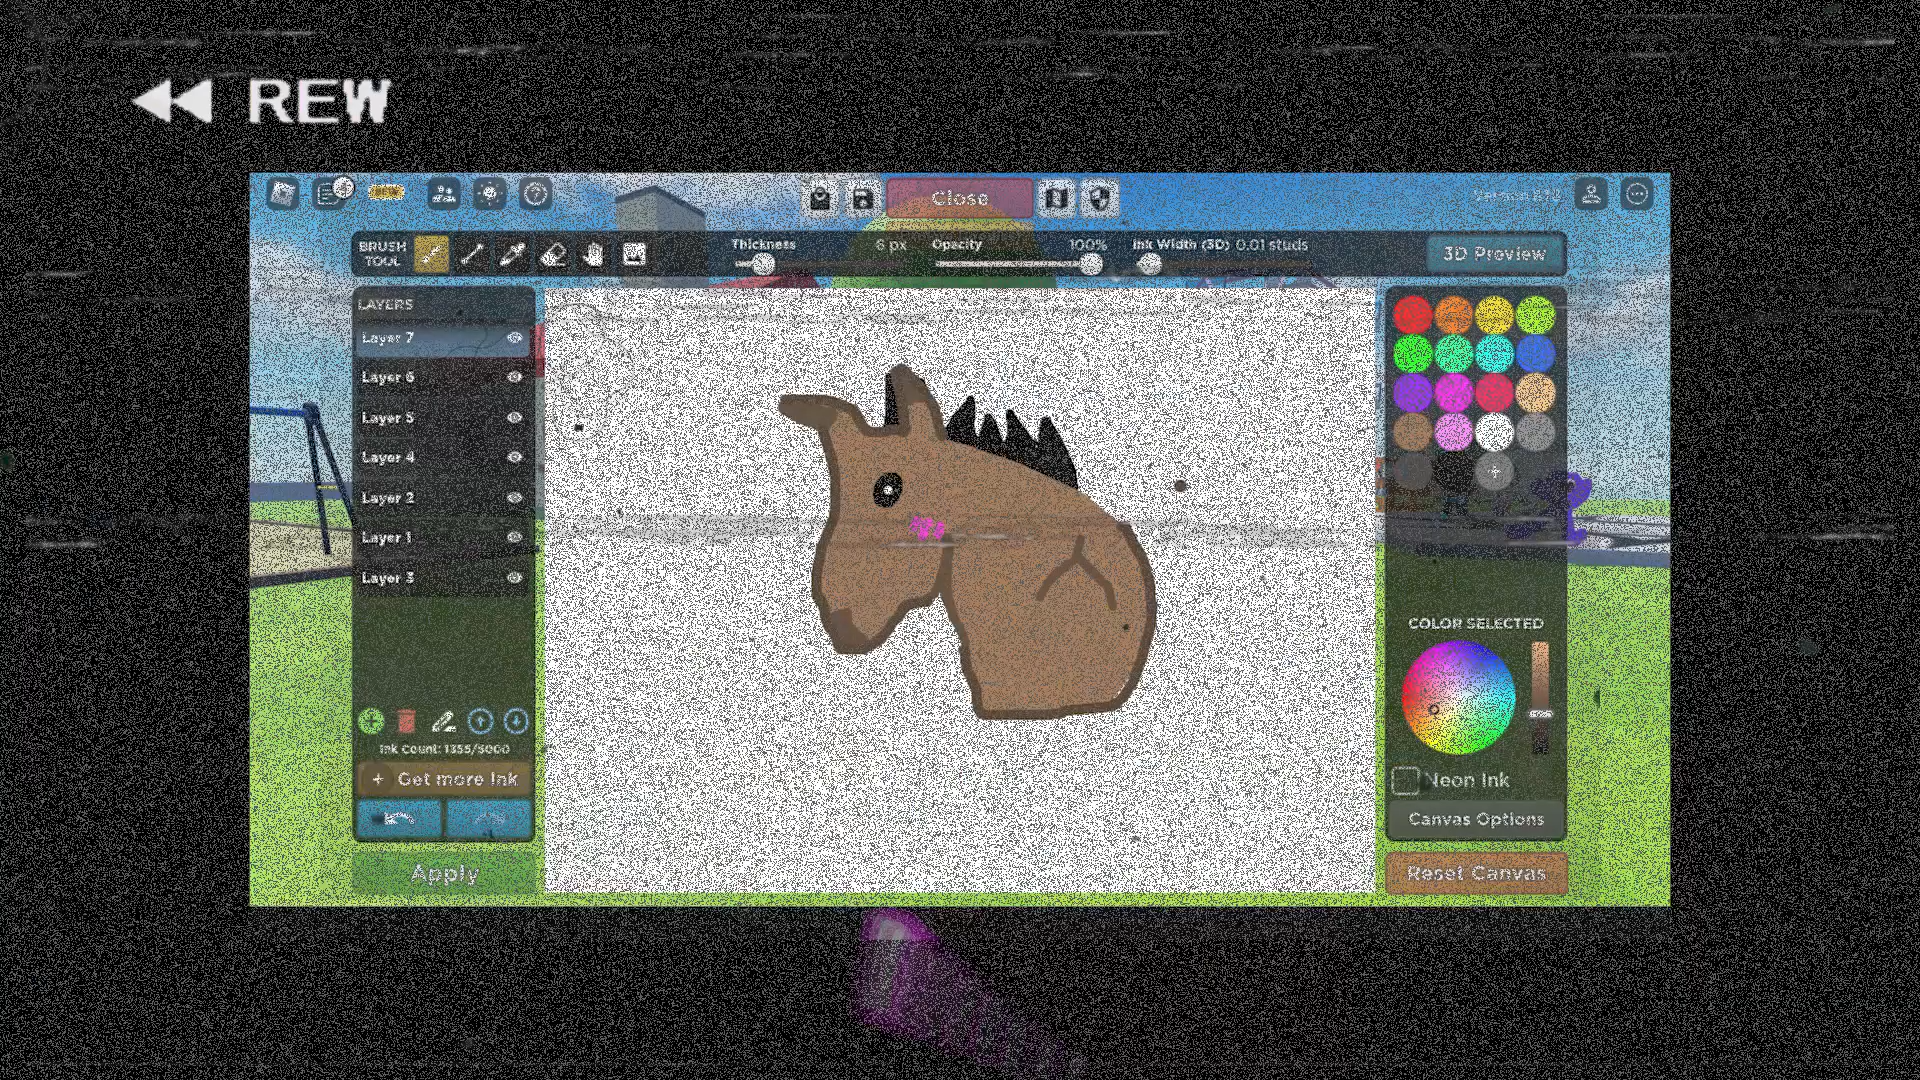 REW
NEW
Close
BRUSH
TOOL
Thickness
6 px
Opacity
100%
Ink Width (3D) 0.01 studs
3D Preview
LAYERS
Layer 7
Layer 6
Layer 5
Layer 4
Layer 2
Layer 1
Layer 3
Ink Count: 1355/5000
+ Get more Ink
Apply
COLOR SELECTED
Neon Ink
Canvas Options
Reset Canvas